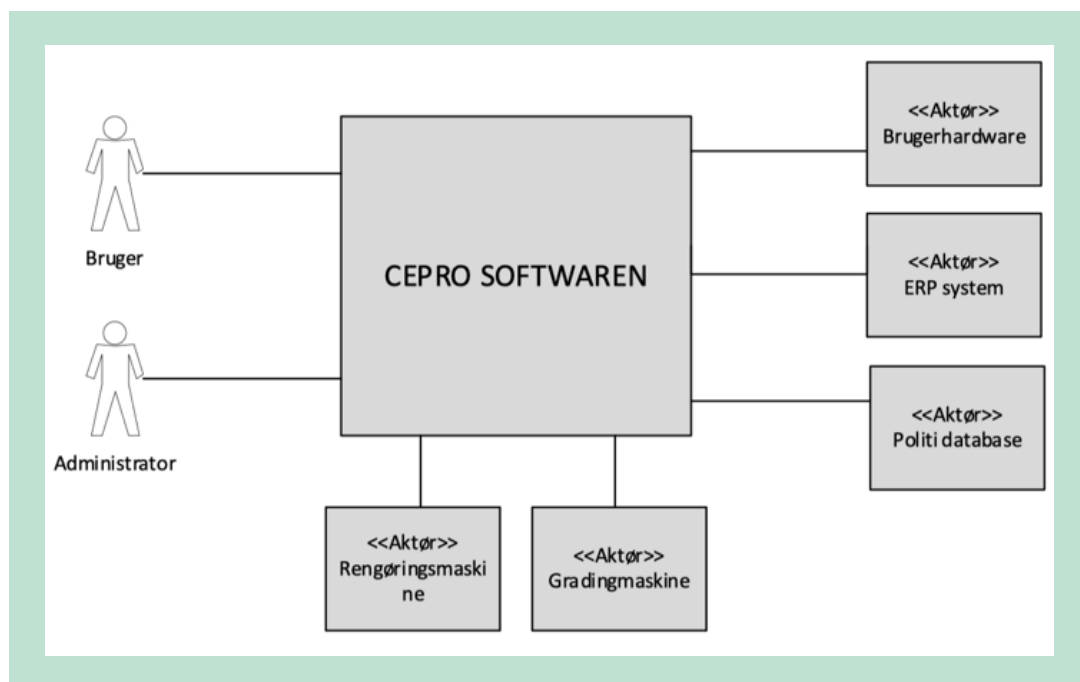 Bruger
Administrator
CEPRO SOFTWAREN
<<Aktør>>
Brugerhardware
<<Aktør>>
ERP system
<<Aktør>>
Politi database
<<Aktør>>
Rengøringsmaski
ne
<<Aktør>>
Gradingmaskine